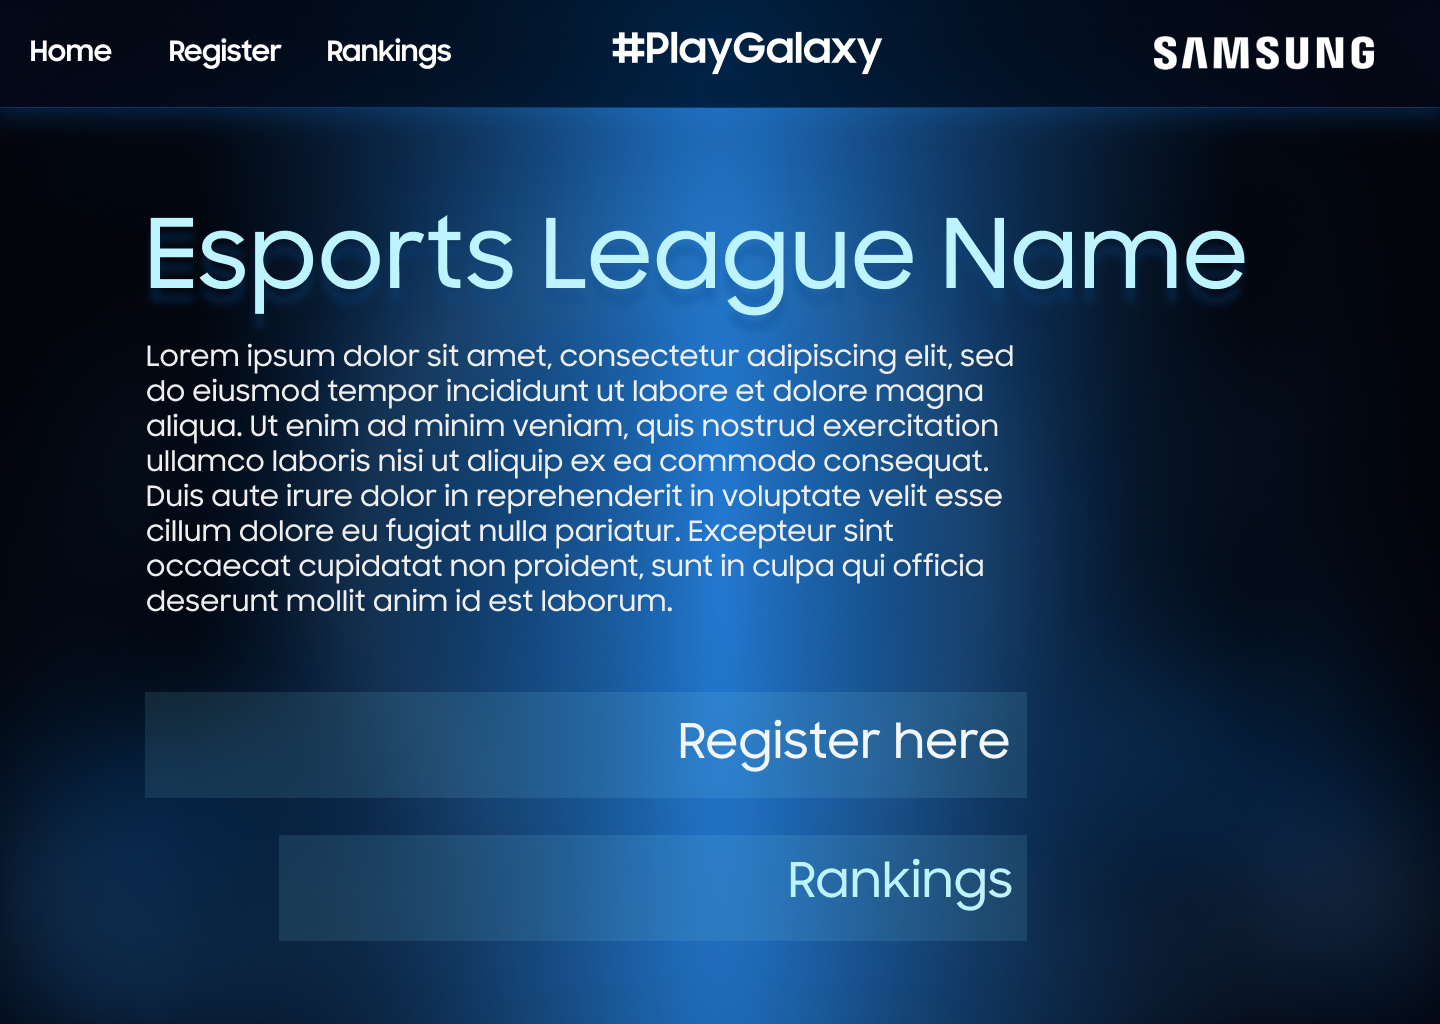 Home Register Rankings #PlayGalaxy SAMSUNG
Esports League Name
Lorem ipsum dolor sit amet, consectetur adipiscing elit, sed
do eiusmod tempor incididunt ut labore et dolore magna
aliqua. Ut enim ad minim veniam, quis nostrud exercitation
ullamco laboris nisi ut aliquip ex ea commodo consequat.
Duis aute irure dolor in reprehenderit in voluptate velit esse
cillum dolore eu fugiat nulla pariatur. Excepteur sint
occaecat cupidatat non proident, sunt in culpa qui officia
deserunt mollit anim id est laborum.
Register here
Rankings